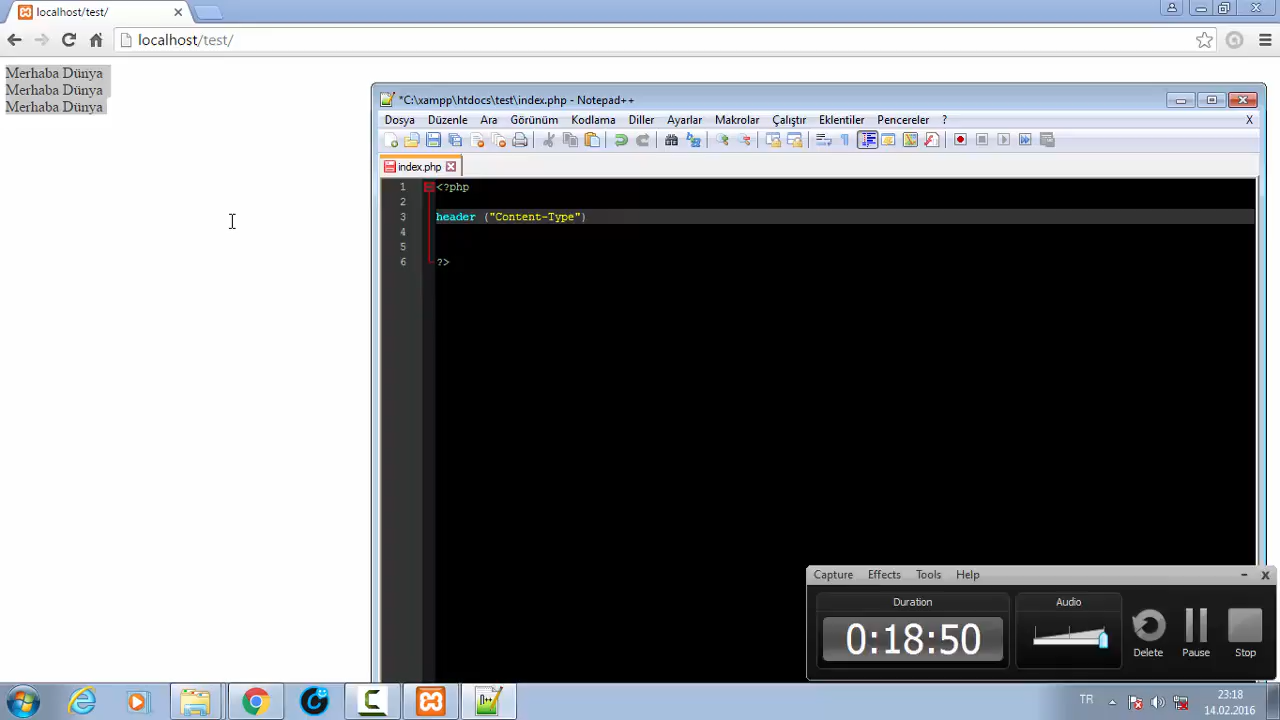 localhost/test/
localhost/test/
Merhaba Dünya
Merhaba Dünya
Merhaba Dünya
*C:\xampp\htdocs\test\index.php - Notepad++
Dosya Düzenle Ara Görünüm Kodlama Diller Ayarlar Makrolar Çalıştır Eklentiler Pencereler ? X
index.php
1 <?php
2
3 header ("Content-Type")
4
5
6 ?>
Capture Effects Tools Help
Duration Audio
0:18:50
Delete Pause Stop
TR 23:18
14.02.2016